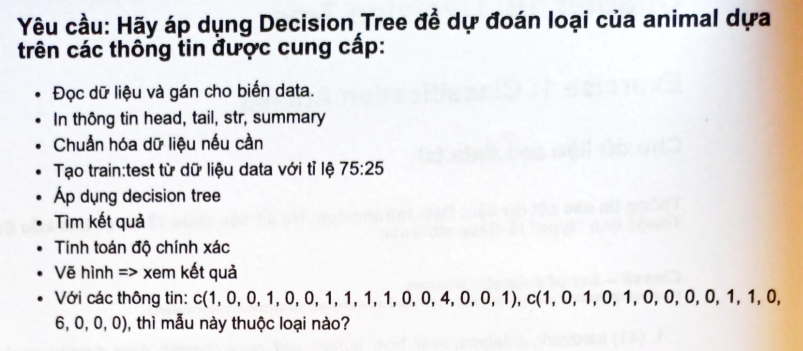 Yêu cầu: Hãy áp dụng Decision Tree để dự đoán loại của animal dựa
trên các thông tin được cung cấp:
• Đọc dữ liệu và gán cho biến data.
• In thông tin head, tail, str, summary
• Chuẩn hóa dữ liệu nếu cần
• Tạo train:test từ dữ liệu data với tỉ lệ 75:25
• Áp dụng decision tree
• Tìm kết quả
• Tính toán độ chính xác
• Vẽ hình => xem kết quả
• Với các thông tin: c(1, 0, 0, 1, 0, 0, 1, 1, 1, 1, 0, 0, 4, 0, 0, 1), c(1, 0, 1, 0, 1, 0, 0, 0, 0, 1, 1, 0,
6, 0, 0, 0), thì mẫu này thuộc loại nào?